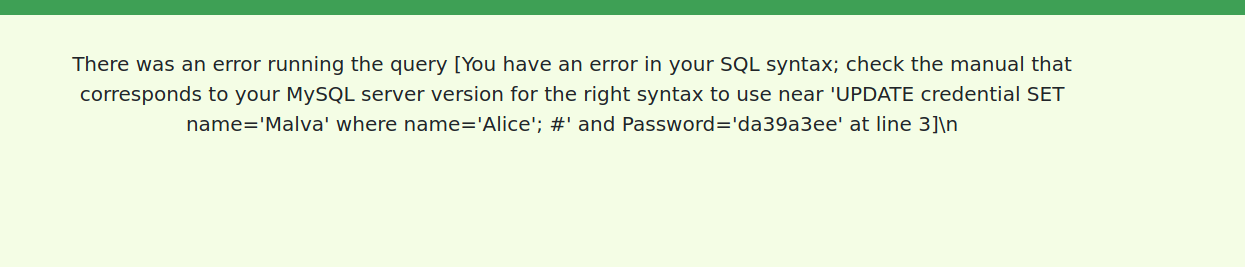 There was an error running the query [You have an error in your SQL syntax; check the manual that
corresponds to your MySQL server version for the right syntax to use near 'UPDATE credential SET
name='Malva' where name='Alice'; #' and Password='da39a3ee' at line 3]\n